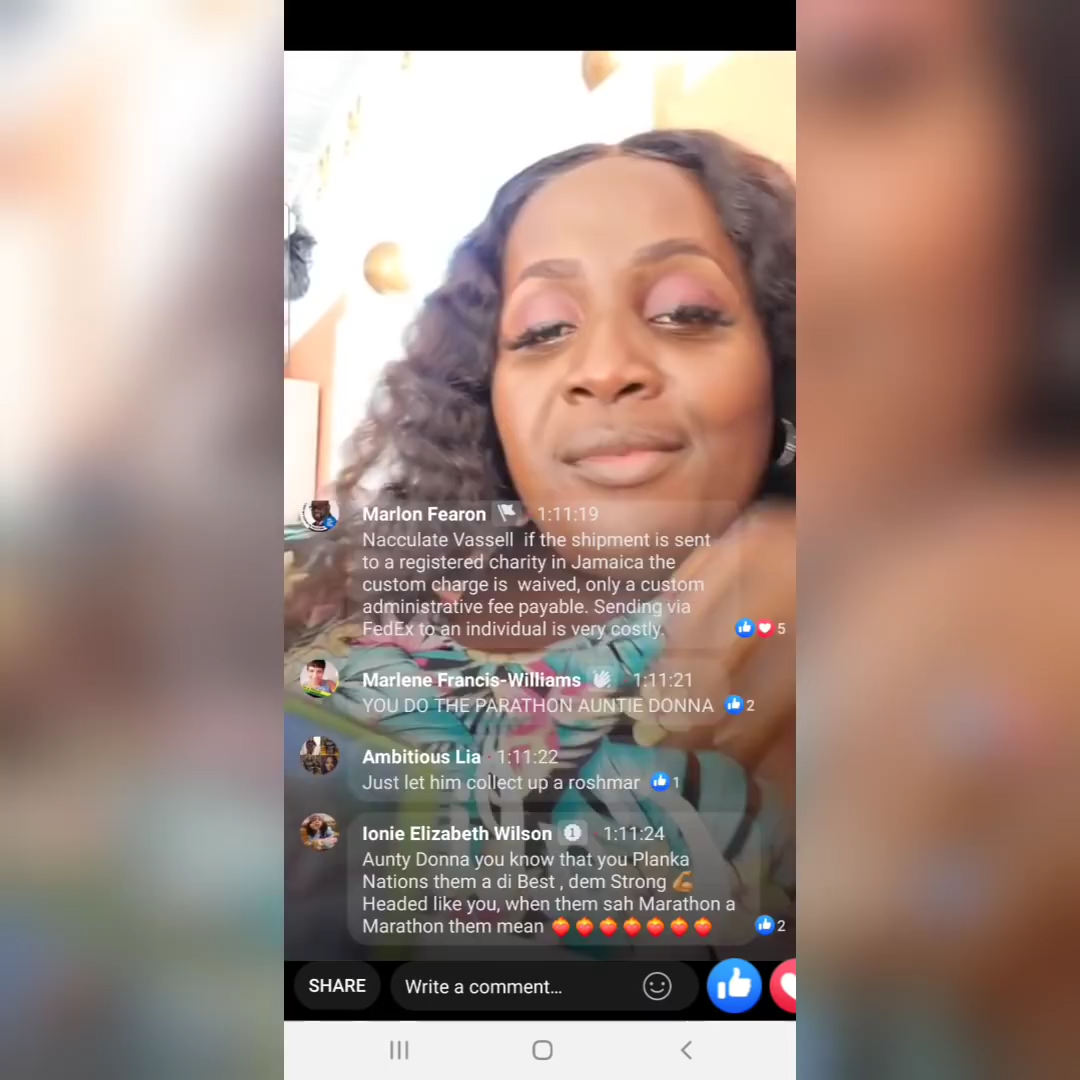 Marlon Fearon 1:11:19
Nacculate Vassell if the shipment is sent
to a registered charity in Jamaica the
custom charge is waived, only a custom
administrative fee payable. Sending via
FedEx to an individual is very costly.
5
Marlene Francis-Williams 1:11:21
YOU DO THE PARATHON AUNTIE DONNA 2
Ambitious Lia · 1:11:22
Just let him collect up a roshmar 1
Ionie Elizabeth Wilson 1 · 1:11:24
Aunty Donna you know that you Planka
Nations them a di Best , dem Strong 💪
Headed like you, when them sah Marathon a
Marathon them mean 2
SHARE
Write a comment...